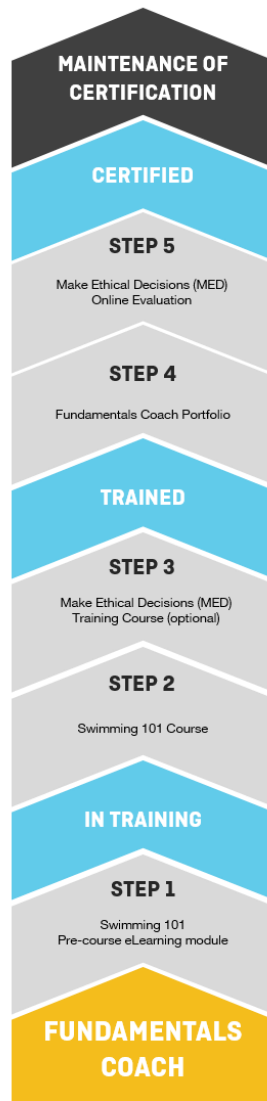 MAINTENANCE OF
CERTIFICATION
CERTIFIED
STEP 5
Make Ethical Decisions (MED)
Online Evaluation
STEP 4
Fundamentals Coach Portfolio
TRAINED
STEP 3
Make Ethical Decisions (MED)
Training Course (optional)
STEP 2
Swimming 101 Course
IN TRAINING
STEP 1
Swimming 101
Pre-course eLearning module
FUNDAMENTALS
COACH